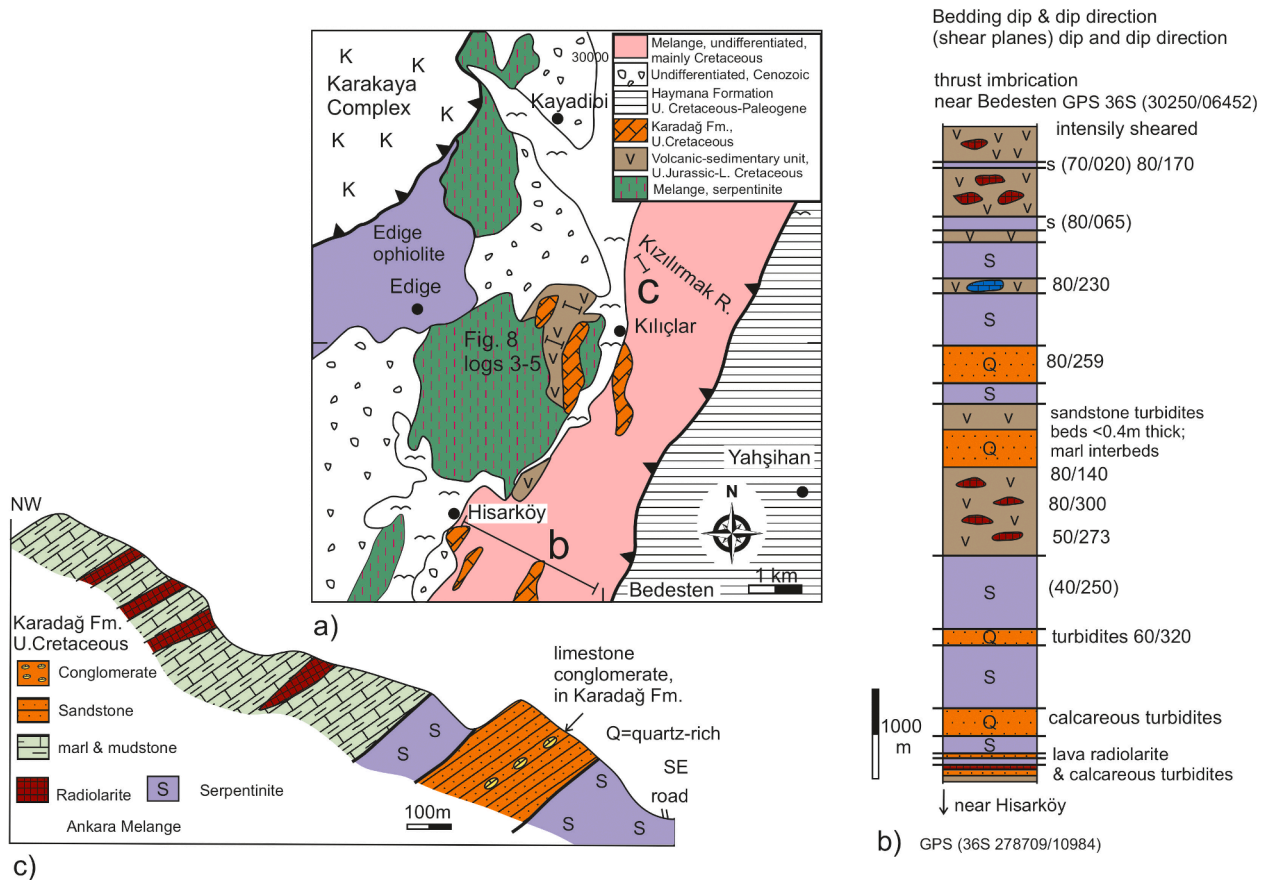 K
K
K
Karakaya
Complex
K
K
K
K
30000
Kayadibi
Melange, undifferentiated,
mainly Cretaceous
Undifferentiated, Cenozoic
Haymana Formation
U. Cretaceous-Paleogene
Karadağ Fm.,
U.Cretaceous
V
Volcanic-sedimentary unit,
U.Jurassic-L. Cretaceous
Melange, serpentinite
Edige
ophiolite
Edige
Fig. 8
logs 3-5
V
V
V
V
V
V
Kızılırmak R.
C
Kılıçlar
Yahşihan
N
Hisarköy
b
Bedesten
1 km
a)
NW
Karadağ Fm.
U.Cretaceous
Conglomerate
Sandstone
marl & mudstone
Radiolarite
S
Serpentinite
Ankara Melange
S
S
S
S
S
100m
limestone
conglomerate,
in Karadağ Fm.
Q=quartz-rich
SE
road
c)
Bedding dip & dip direction
(shear planes) dip and dip direction
thrust imbrication
near Bedesten GPS 36S (30250/06452)
V V V V V
intensily sheared
s (70/020) 80/170
V V V V V
s (80/065)
V V
S
V V
80/230
S
Q
80/259
S
V V
sandstone turbidites
beds <0.4m thick;
marl interbeds
Q
80/140
V V V V V
80/300
50/273
S
(40/250)
Q
turbidites 60/320
S
Q
calcareous turbidites
S
lava radiolarite
& calcareous turbidites
1000
m
near Hisarköy
b)
GPS (36S 278709/10984)